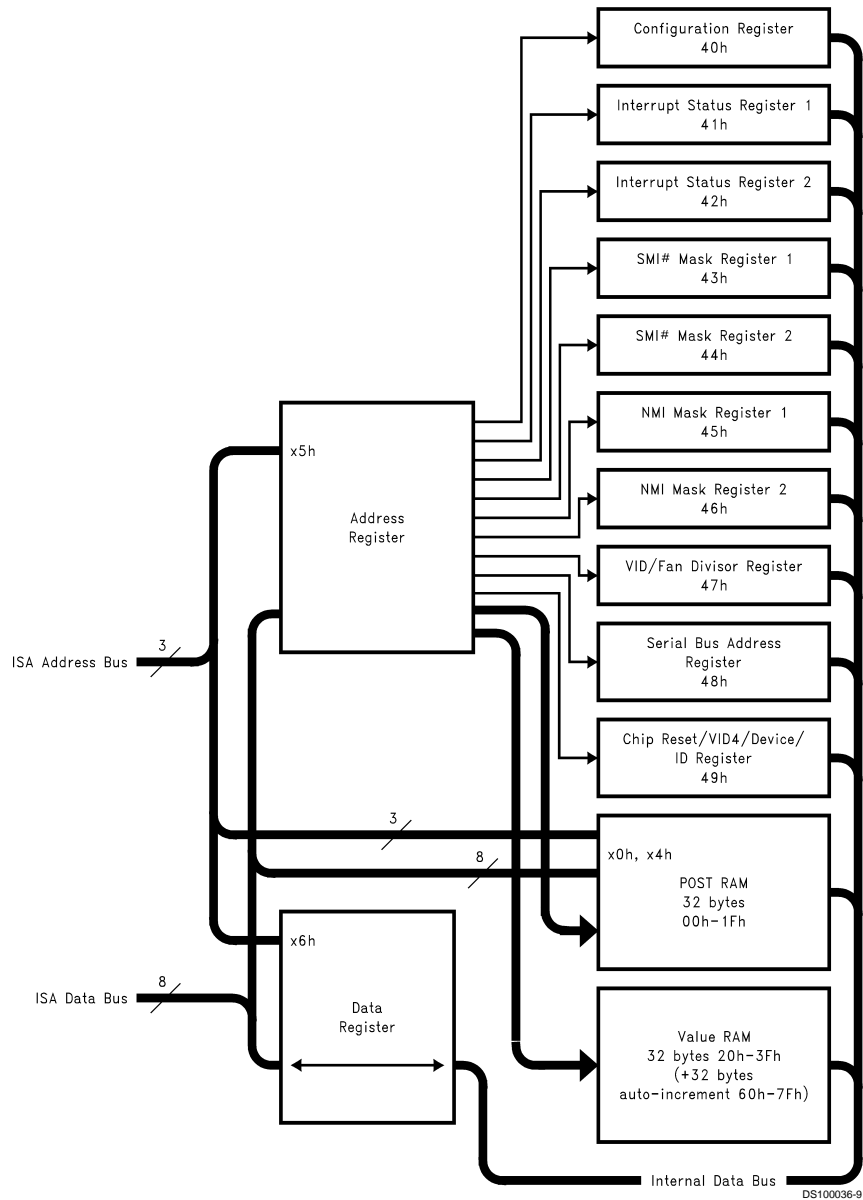 Configuration Register
40h
Interrupt Status Register 1
41h
Interrupt Status Register 2
42h
SMI# Mask Register 1
43h
SMI# Mask Register 2
44h
NMI Mask Register 1
45h
x5h
Address
Register
NMI Mask Register 2
46h
VID/Fan Divisor Register
47h
3
ISA Address Bus
Serial Bus Address
Register
48h
Chip Reset/VID4/Device/
ID Register
49h
3
8
x0h, x4h
POST RAM
32 bytes
00h-1Fh
x6h
8
ISA Data Bus
Data
Register
Value RAM
32 bytes 20h-3Fh
(+32 bytes
auto-increment 60h-7Fh)
Internal Data Bus
DS100036-9